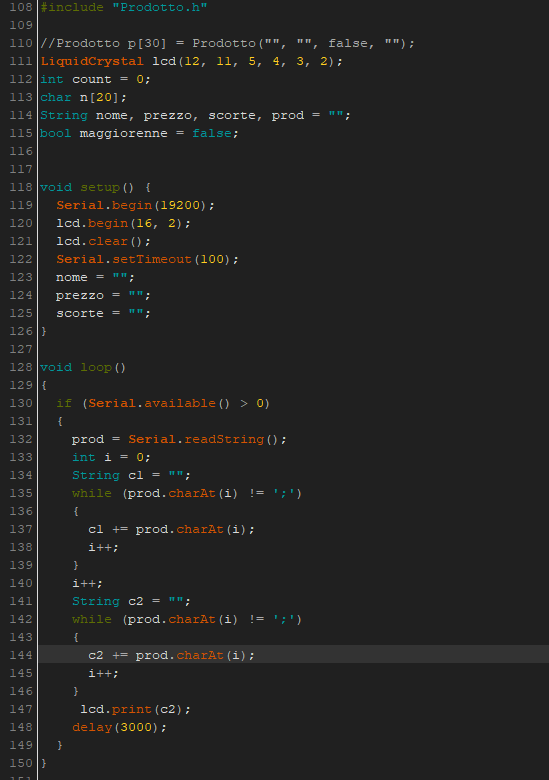 108 #include "Prodotto.h"
109
110 //Prodotto p[30] = Prodotto("", "", false, "");
111 LiquidCrystal lcd(12, 11, 5, 4, 3, 2);
112 int count = 0;
113 char n[20];
114 String nome, prezzo, scorte, prod = "";
115 bool maggiorenne = false;
116
117
118 void setup() {
119   Serial.begin(19200);
120   lcd.begin(16, 2);
121   lcd.clear();
122   Serial.setTimeout(100);
123   nome = "";
124   prezzo = "";
125   scorte = "";
126 }
127
128 void loop()
129 {
130   if (Serial.available() > 0)
131   {
132     prod = Serial.readString();
133     int i = 0;
134     String c1 = "";
135     while (prod.charAt(i) != ';')
136     {
137       c1 += prod.charAt(i);
138       i++;
139     }
140     i++;
141     String c2 = "";
142     while (prod.charAt(i) != ';')
143     {
144       c2 += prod.charAt(i);
145       i++;
146     }
147      lcd.print(c2);
148     delay(3000);
149   }
150 }